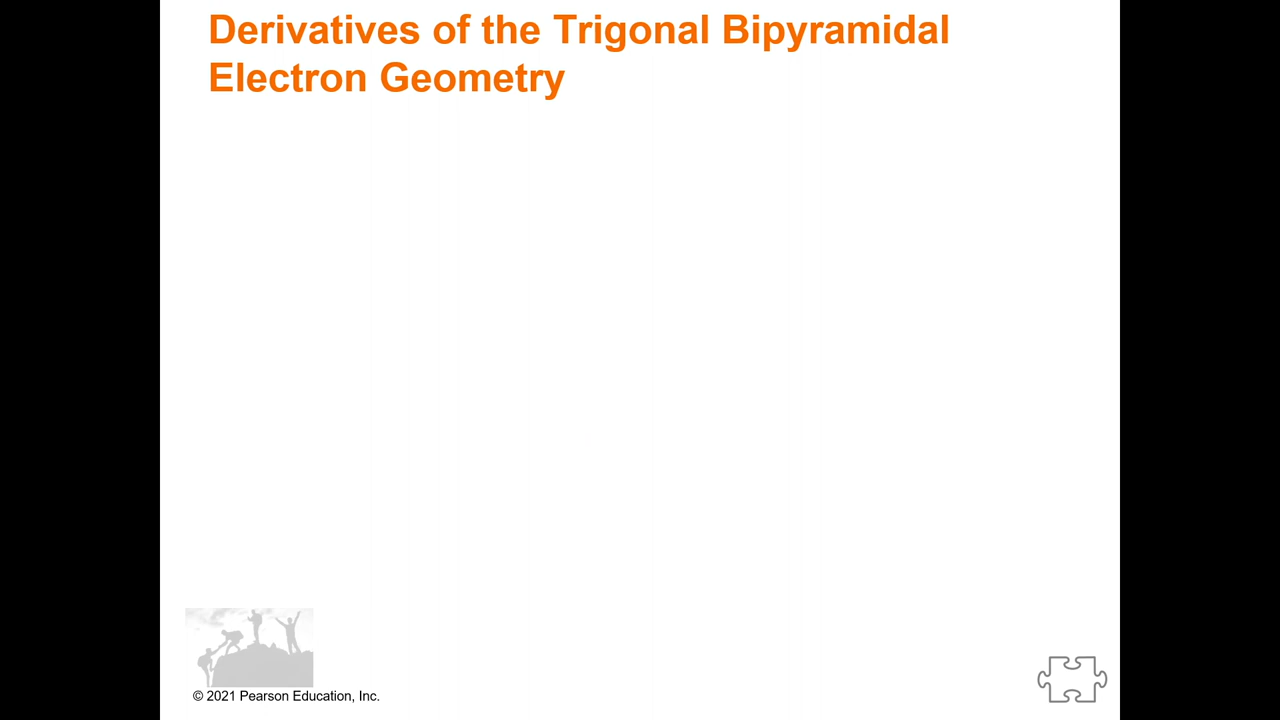 Derivatives of the Trigonal Bipyramidal
Electron Geometry
© 2021 Pearson Education, Inc.